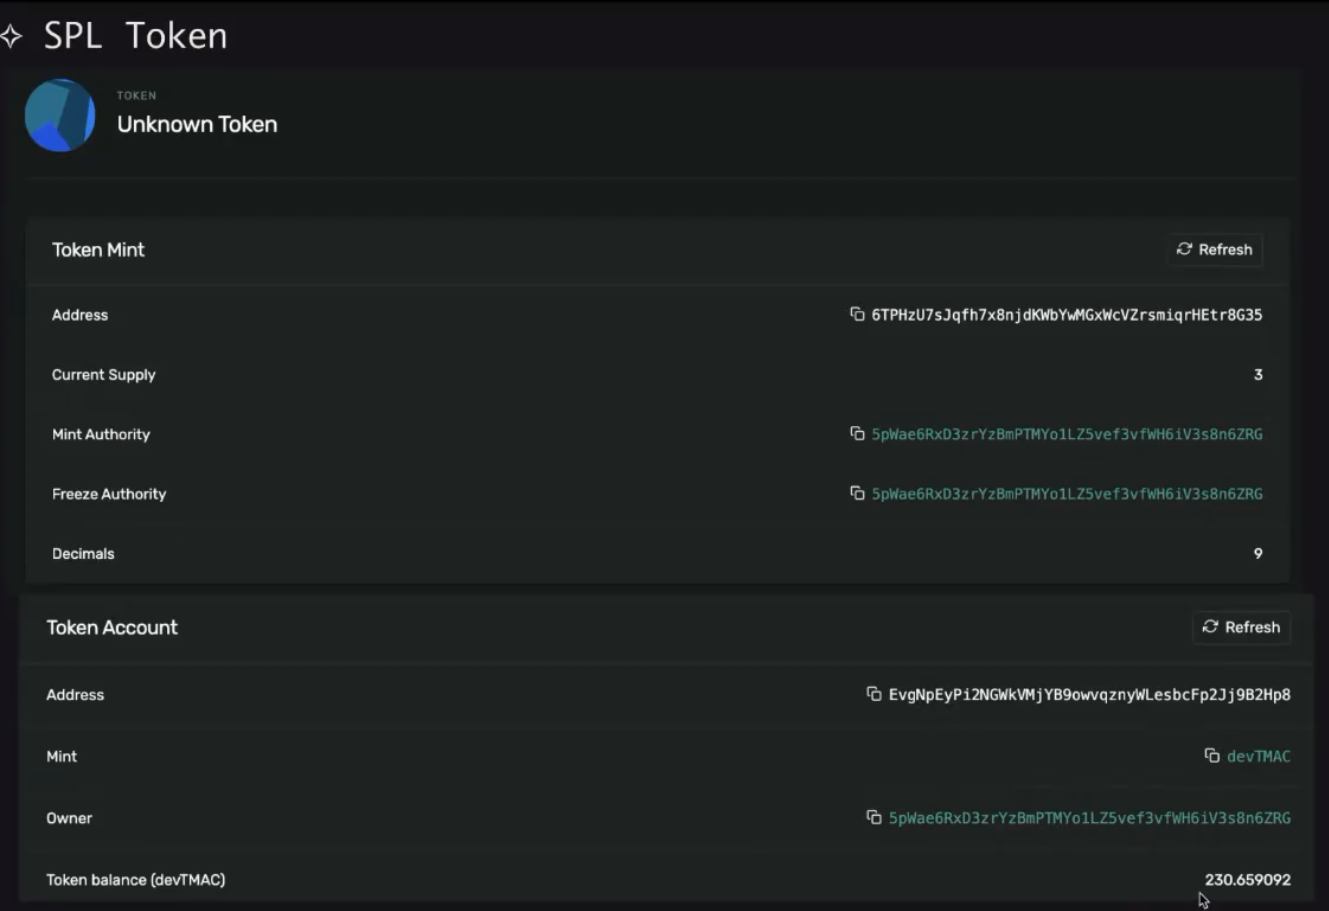 SPL Token
TOKEN
Unknown Token
Token Mint
Refresh
Address
6TPHzU7sJqfh7x8njdKWbYwMGxWcVZrsmiqrHEtr8G35
Current Supply
3
Mint Authority
5pWae6RxD3zrYzBmPTMYo1LZ5vef3vfWH6iV3s8n6ZRG
Freeze Authority
5pWae6RxD3zrYzBmPTMYo1LZ5vef3vfWH6iV3s8n6ZRG
Decimals
9
Token Account
Refresh
Address
EvgNpEyPi2NGWkVMjYB9owvqznyWLesbcFp2Jj9B2Hp8
Mint
devTMAC
Owner
5pWae6RxD3zrYzBmPTMYo1LZ5vef3vfWH6iV3s8n6ZRG
Token balance (devTMAC)
230.659092